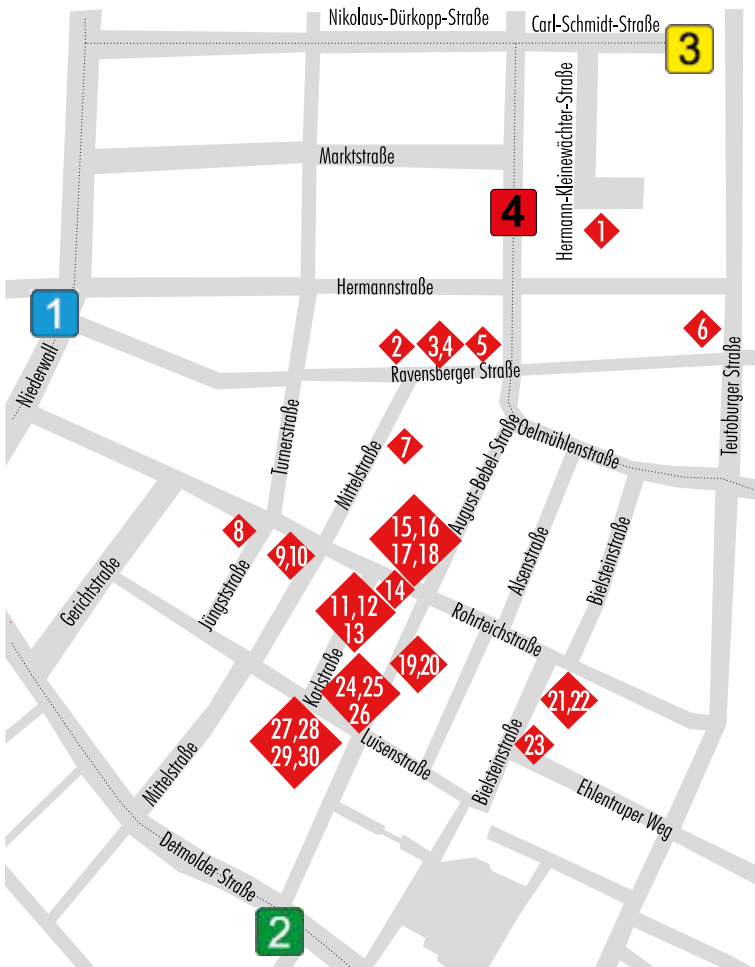 Nikolaus-Dürkopp-Straße
Carl-Schmidt-Straße
3
Hermann-Kleinewächter-Straße
Marktstraße
4
1
Hermannstraße
1
6
2
3,4
5
Ravensberger Straße
Niederwall
Teutoburger Straße
Turnerstraße
Mittelstraße
7
August-Bebel-Straße
Oelmühlenstraße
15,16
17,18
8
9,10
Alsenstraße
Bielsteinstraße
Gerichtstraße
Jüngststraße
14
11,12
13
Rohrteichstraße
Karlstraße
19,20
24,25
26
21,22
27,28
29,30
Luisenstraße
23
Bielsteinstraße
Mittelstraße
Ehlentruper Weg
Detmolder Straße
2